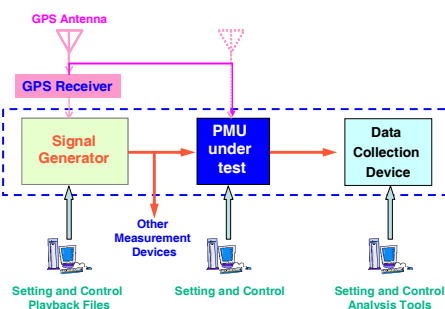 GPS Antenna
GPS Receiver
Signal
Generator
PMU
under
test
Data
Collection
Device
Other
Measurement
Devices
Setting and Control
Playback Files
Setting and Control
Setting and Control
Analysis Tools